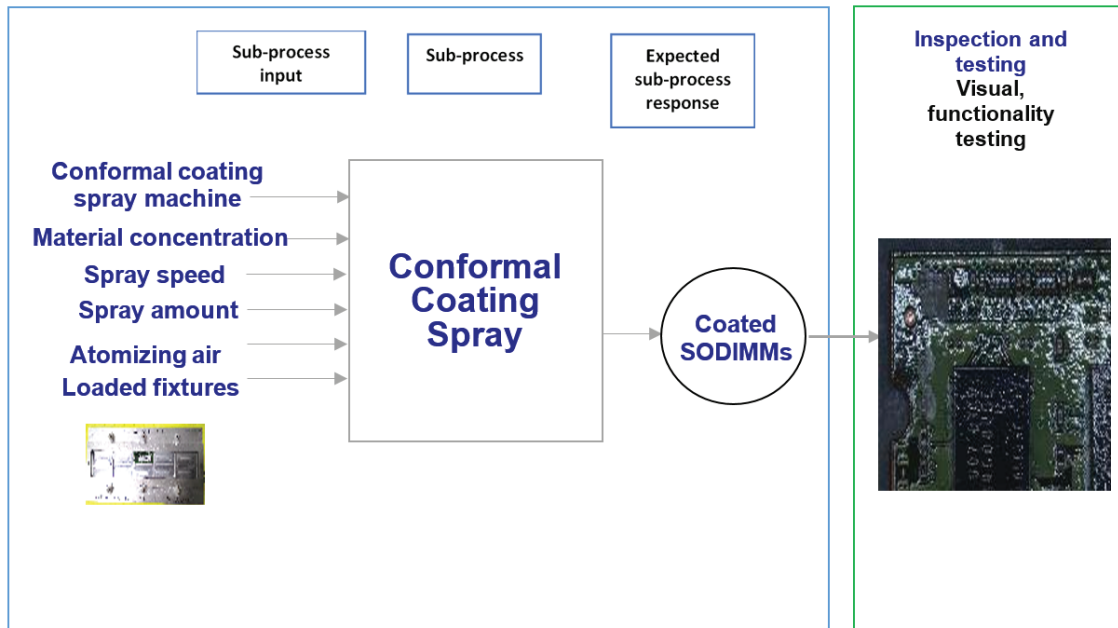 Sub-process
input
Sub-process
Expected
sub-process
response
Inspection and
testing
Visual,
functionality
testing
Conformal coating
spray machine
Material concentration
Spray speed
Spray amount
Atomizing air
Loaded fixtures
Conformal
Coating
Spray
Coated
SODIMMs